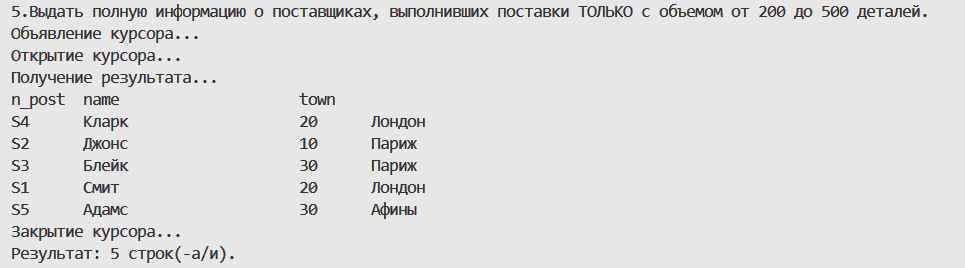 5.Выдать полную информацию о поставщиках, выполнивших поставки ТОЛЬКО с объемом от 200 до 500 деталей.
Объявление курсора...
Открытие курсора...
Получение результата...
n_post name town
S4 Кларк 20 Лондон
S2 Джонс 10 Париж
S3 Блейк 30 Париж
S1 Смит 20 Лондон
S5 Адамс 30 Афины
Закрытие курсора...
Результат: 5 строк(-а/и).